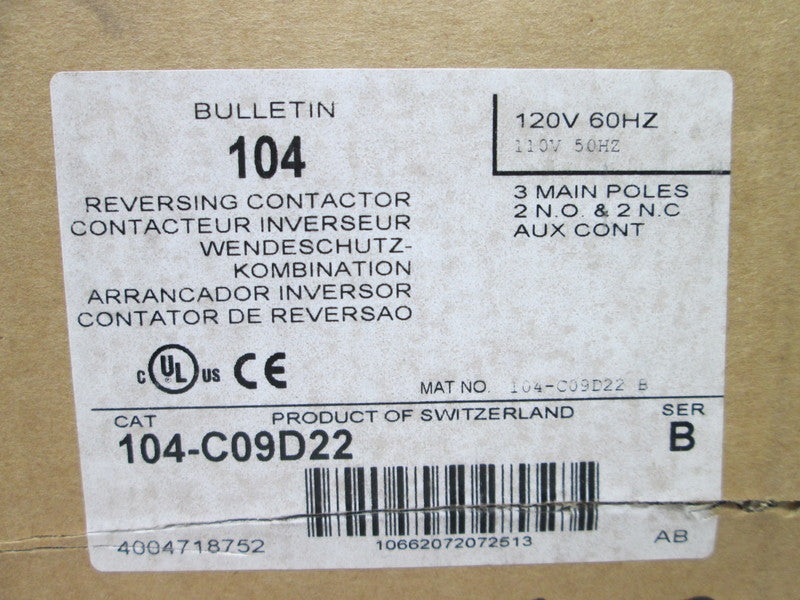 BULLETIN
104
REVERSING CONTACTOR
CONTACTEUR INVERSEUR
WENDESCHUTZ-
KOMBINATION
ARRANCADOR INVERSOR
CONTATOR DE REVERSAO
120V 60HZ
110V 50HZ
3 MAIN POLES
2 N.O. & 2 N.C
AUX CONT
C UL US CE
MAT NO. 104-C09D22 B
CAT PRODUCT OF SWITZERLAND SER
104-C09D22 B
4004718752 10662072072513 AB